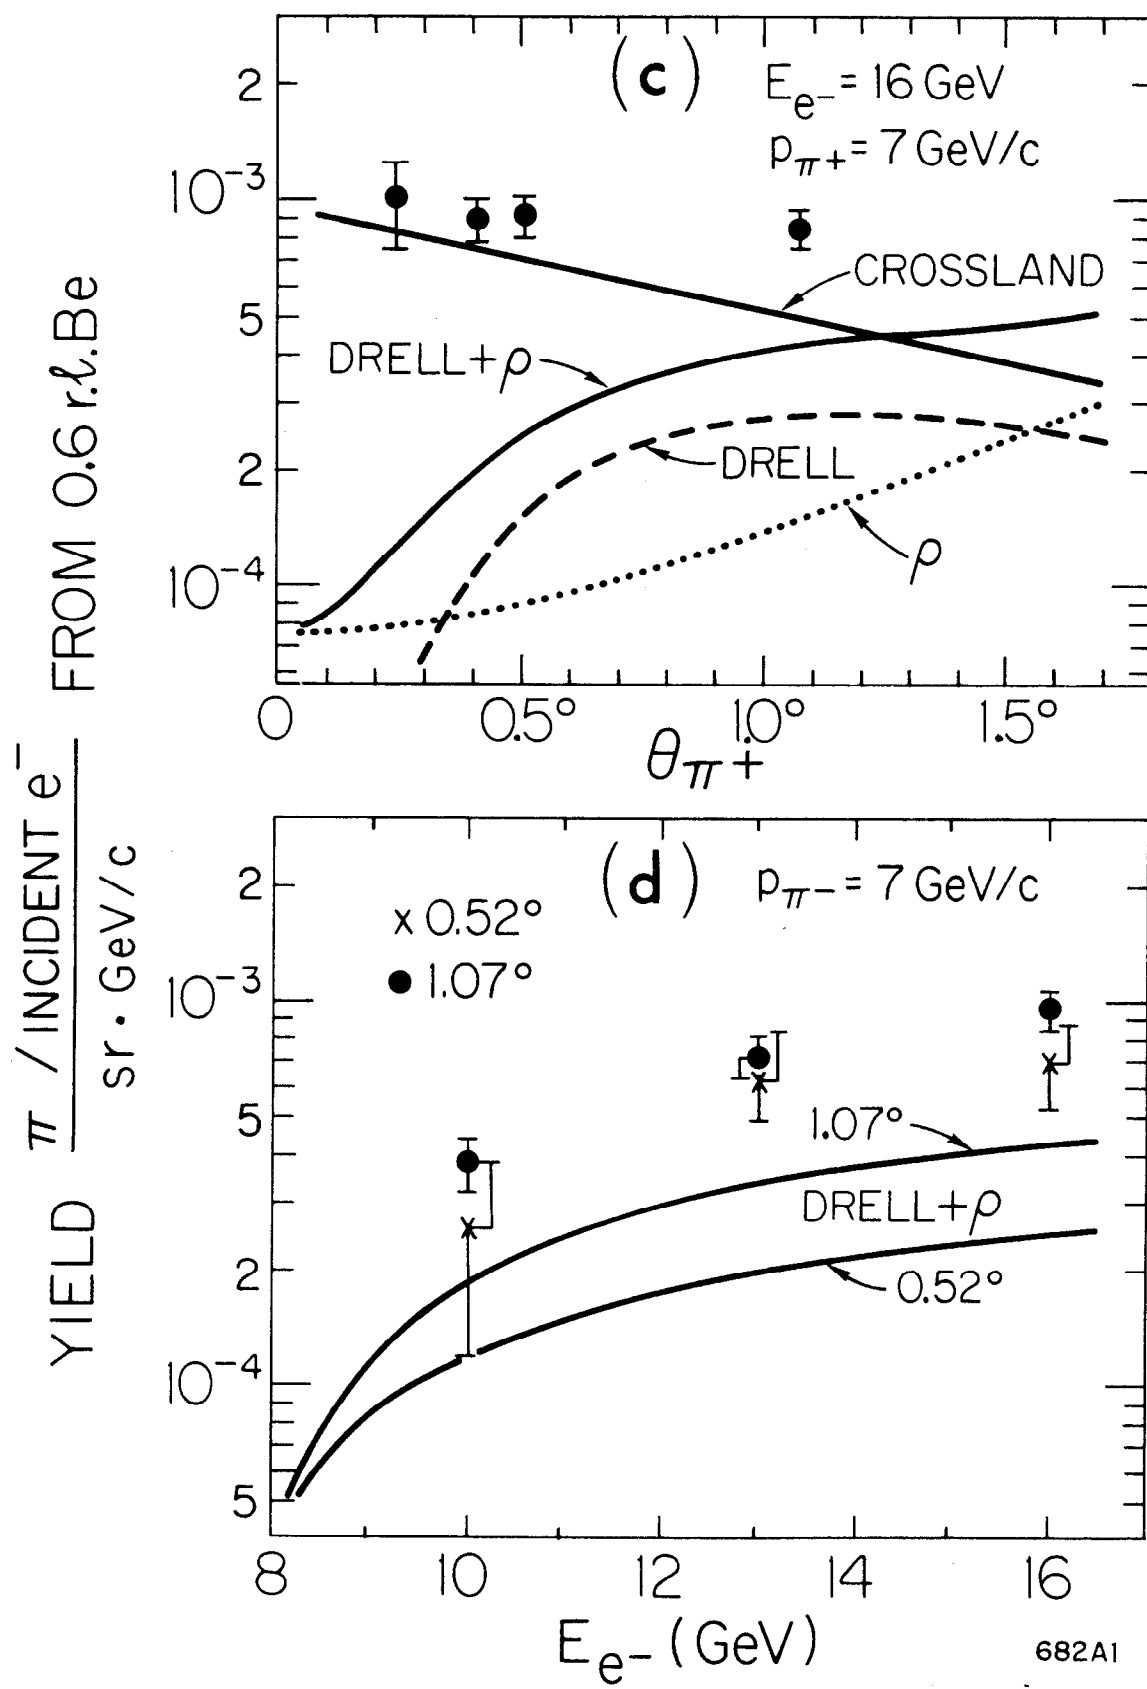 (c)
E_e- = 16 GeV
p_π+ = 7 GeV/c
2
10^-3
5
2
10^-4
CROSSLAND
DRELL+ρ
DRELL
ρ
0 0.5° 1.0° 1.5°
θ_π+
YIELD π / INCIDENT e^- / sr·GeV/c FROM 0.6 r.l. Be
(d)
p_π- = 7 GeV/c
x 0.52°
● 1.07°
2
10^-3
5
2
10^-4
5
1.07°
DRELL+ρ
0.52°
8 10 12 14 16
E_e- (GeV)
682A1